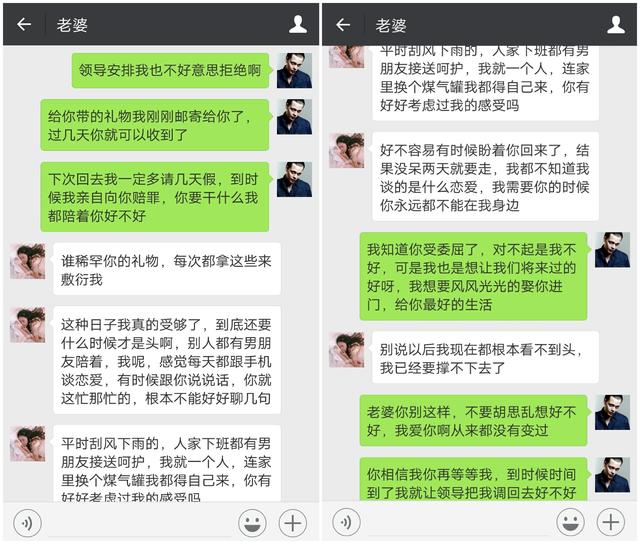 老婆
领导安排我也不好意思拒绝啊
给你带的礼物我刚刚邮寄给你了，
过几天你就可以收到了
下次回去我一定多请几天假，到时
候我亲自向你赔罪，你要干什么我
都陪着你好不好
谁稀罕你的礼物，每次都拿这些来
敷衍我
这种日子我真的受够了，到底还要
什么时候才是头啊，别人都有男朋
友陪着，我呢，感觉每天都跟手机
谈恋爱，有时候跟你说说话，你就
这忙那忙的，根本不能好好聊几句
平时刮风下雨的，人家下班都有男
朋友接送呵护，我就一个人，连家
里换个煤气罐我都得自己来，你有
好好考虑过我的感受吗
老婆
平时刮风下雨的，人家下班都有男
朋友接送呵护，我就一个人，连家
里换个煤气罐我都得自己来，你有
好好考虑过我的感受吗
好不容易有时候盼着你回来了，结
果没呆两天就要走，我都不知道我
谈的是什么恋爱，我需要你的时候
你永远都不能在我身边
我知道你受委屈了，对不起是我不
好，可是我也是想让我们将来过的
好呀，我想要风风光光的娶你进
门，给你最好的生活
别说以后我现在都根本看不到头，
我已经要撑不下去了
老婆你别这样，不要胡思乱想好不
好，我爱你啊从来都没有变过
你相信我你再等等我，到时候时间
到了我就让领导把我调回去好不好